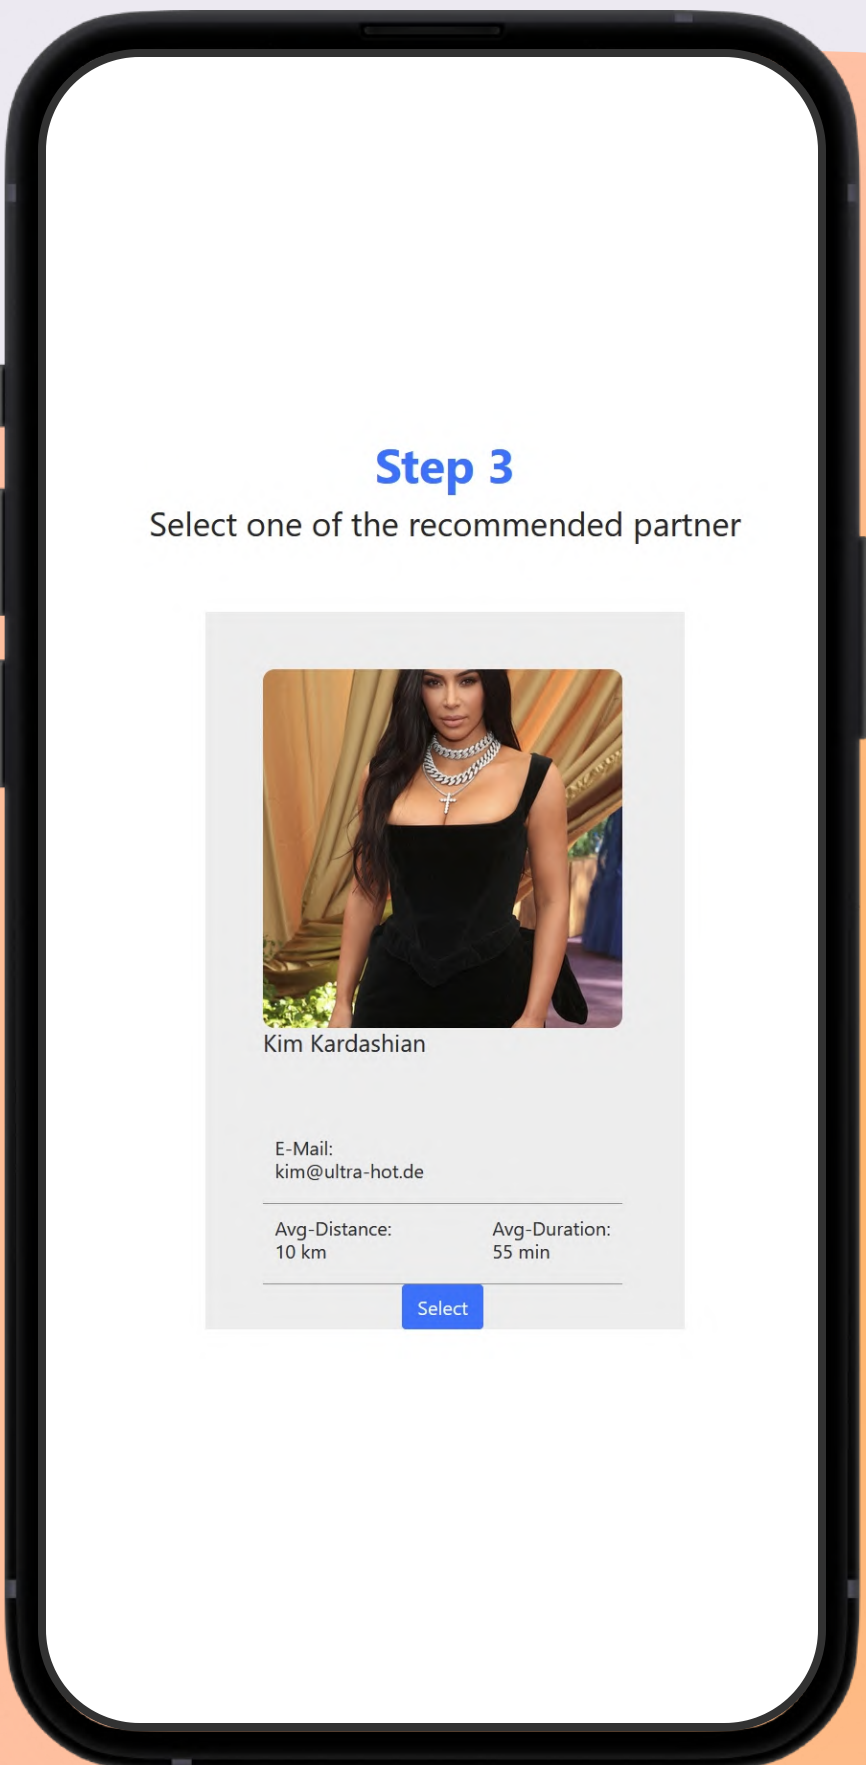 Step 3
Select one of the recommended partner
Kim Kardashian
E-Mail:
kim@ultra-hot.de
Avg-Distance: Avg-Duration:
10 km 55 min
Select